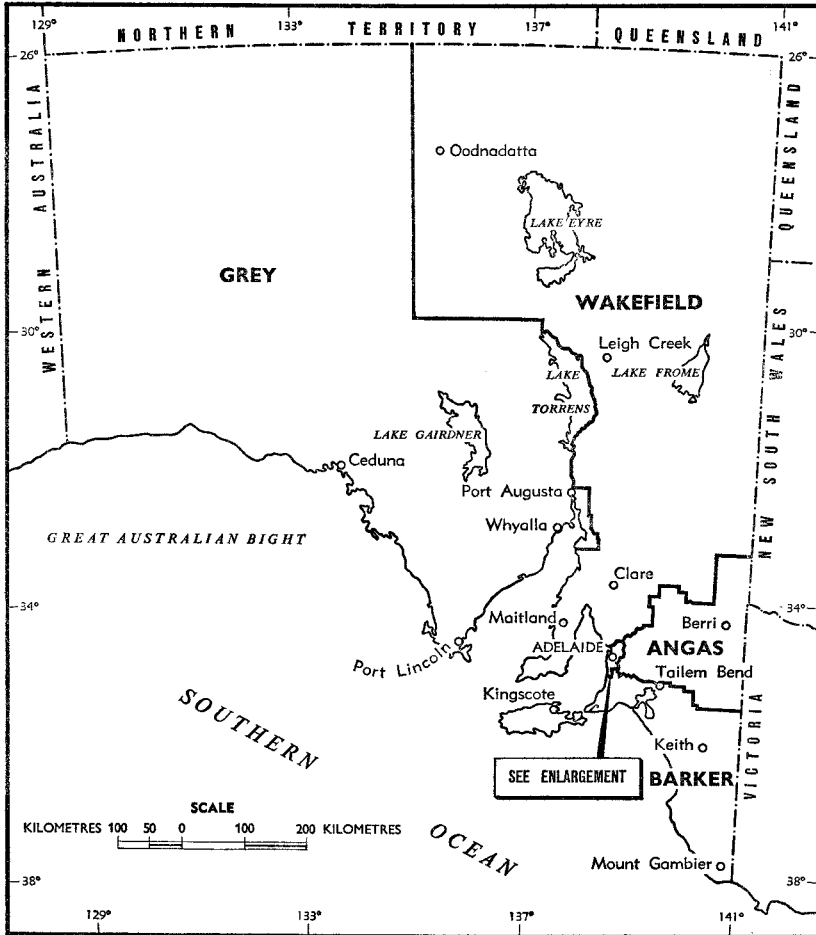 129°
133°
137°
141°
NORTHERN TERRITORY
QUEENSLAND
26°
26°
WESTERN AUSTRALIA
QUEENSLAND
Oodnadatta
LAKE EYRE
GREY
WAKEFIELD
30°
30°
Leigh Creek
LAKE
TORRENS
LAKE FROME
LAKE GAIRDNER
NEW SOUTH WALES
Ceduna
Port Augusta
Whyalla
GREAT AUSTRALIAN BIGHT
Clare
34°
34°
Maitland
Berri
ADELAIDE
ANGAS
Port Lincoln
Tailem Bend
Kingscote
SOUTHERN
OCEAN
Keith
SEE ENLARGEMENT
BARKER
VICTORIA
SCALE
KILOMETRES 100 50 0 100 200 KILOMETRES
Mount Gambier
38°
38°
129°
133°
137°
141°